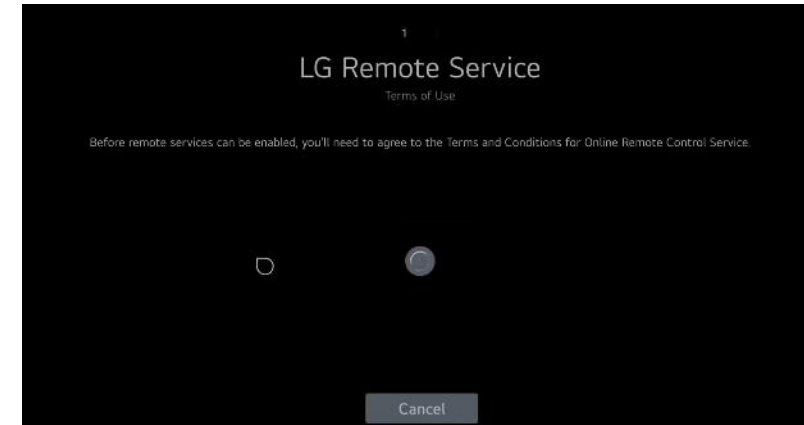 1
LG Remote Service
Terms of Use
Before remote services can be enabled, you'll need to agree to the Terms and Conditions for Online Remote Control Service.
Cancel